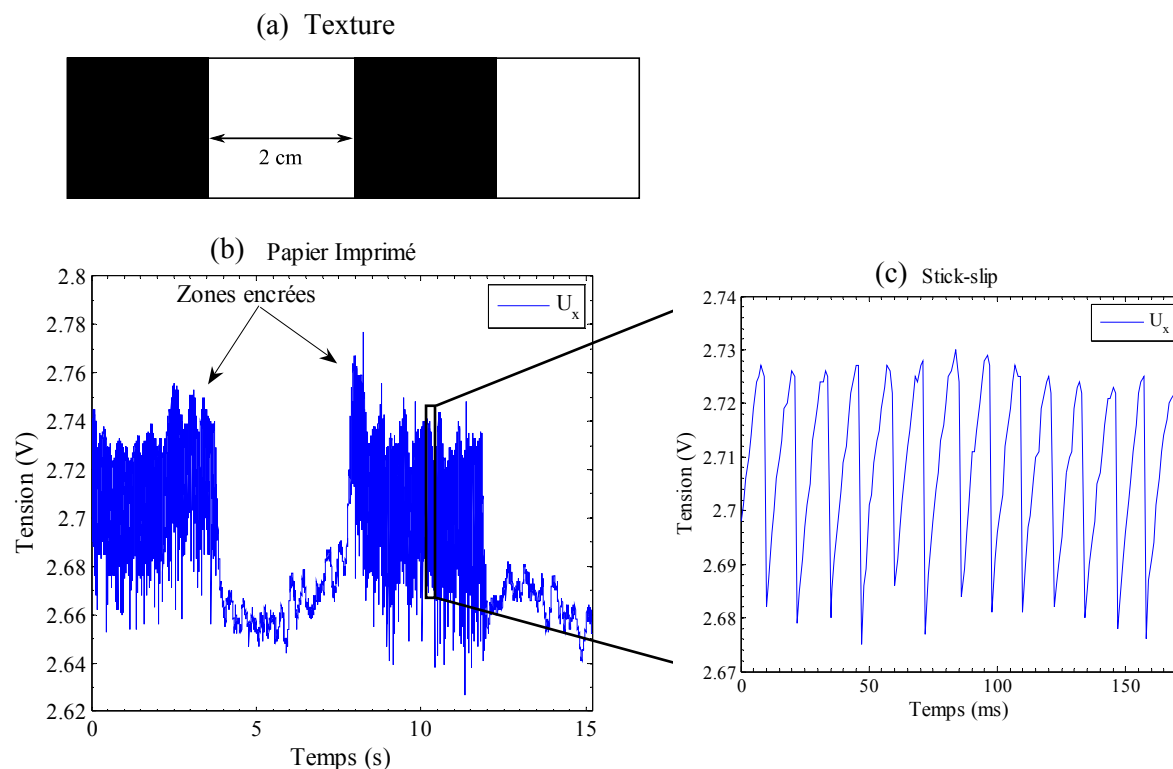 (a) Texture
2 cm
(b) Papier Imprimé
Zones encrées
U_x
2.8
2.78
2.76
2.74
2.72
2.7
2.68
2.66
2.64
2.62
Tension (V)
0 5 10 15
Temps (s)
(c) Stick-slip
U_x
2.74
2.73
2.72
2.71
2.7
2.69
2.68
2.67
Tension (V)
0 50 100 150
Temps (ms)